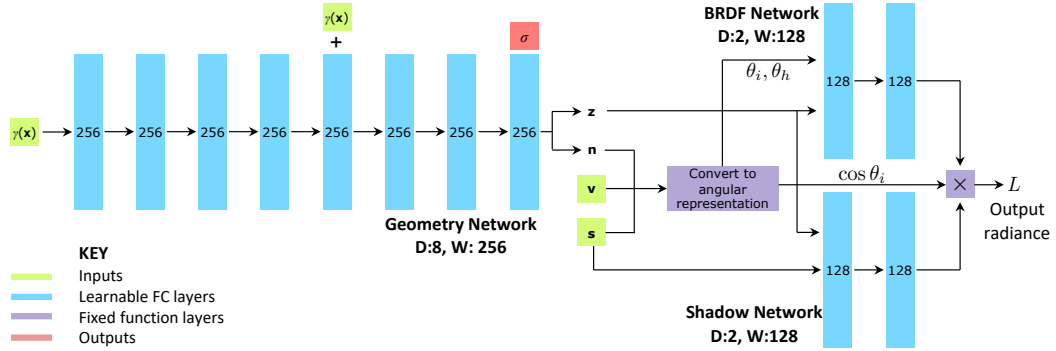 γ(x)
+
σ
γ(x)
256
256
256
256
256
256
256
256
z
n
v
s
Geometry Network
D:8, W: 256
BRDF Network
D:2, W:128
θi, θh
128
128
Convert to
angular
representation
cos θi
×
L
Output
radiance
128
128
Shadow Network
D:2, W:128
KEY
Inputs
Learnable FC layers
Fixed function layers
Outputs